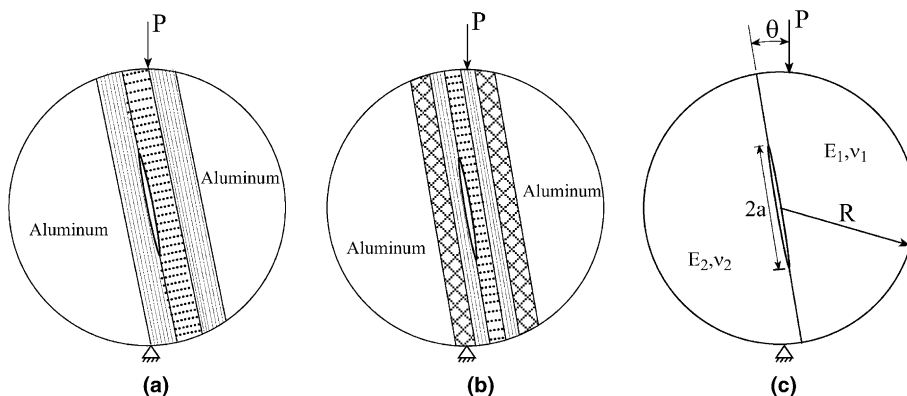 P
Aluminum
Aluminum
(a)
P
Aluminum
Aluminum
(b)
θ
P
E₁,ν₁
2a
R
E₂,ν₂
(c)